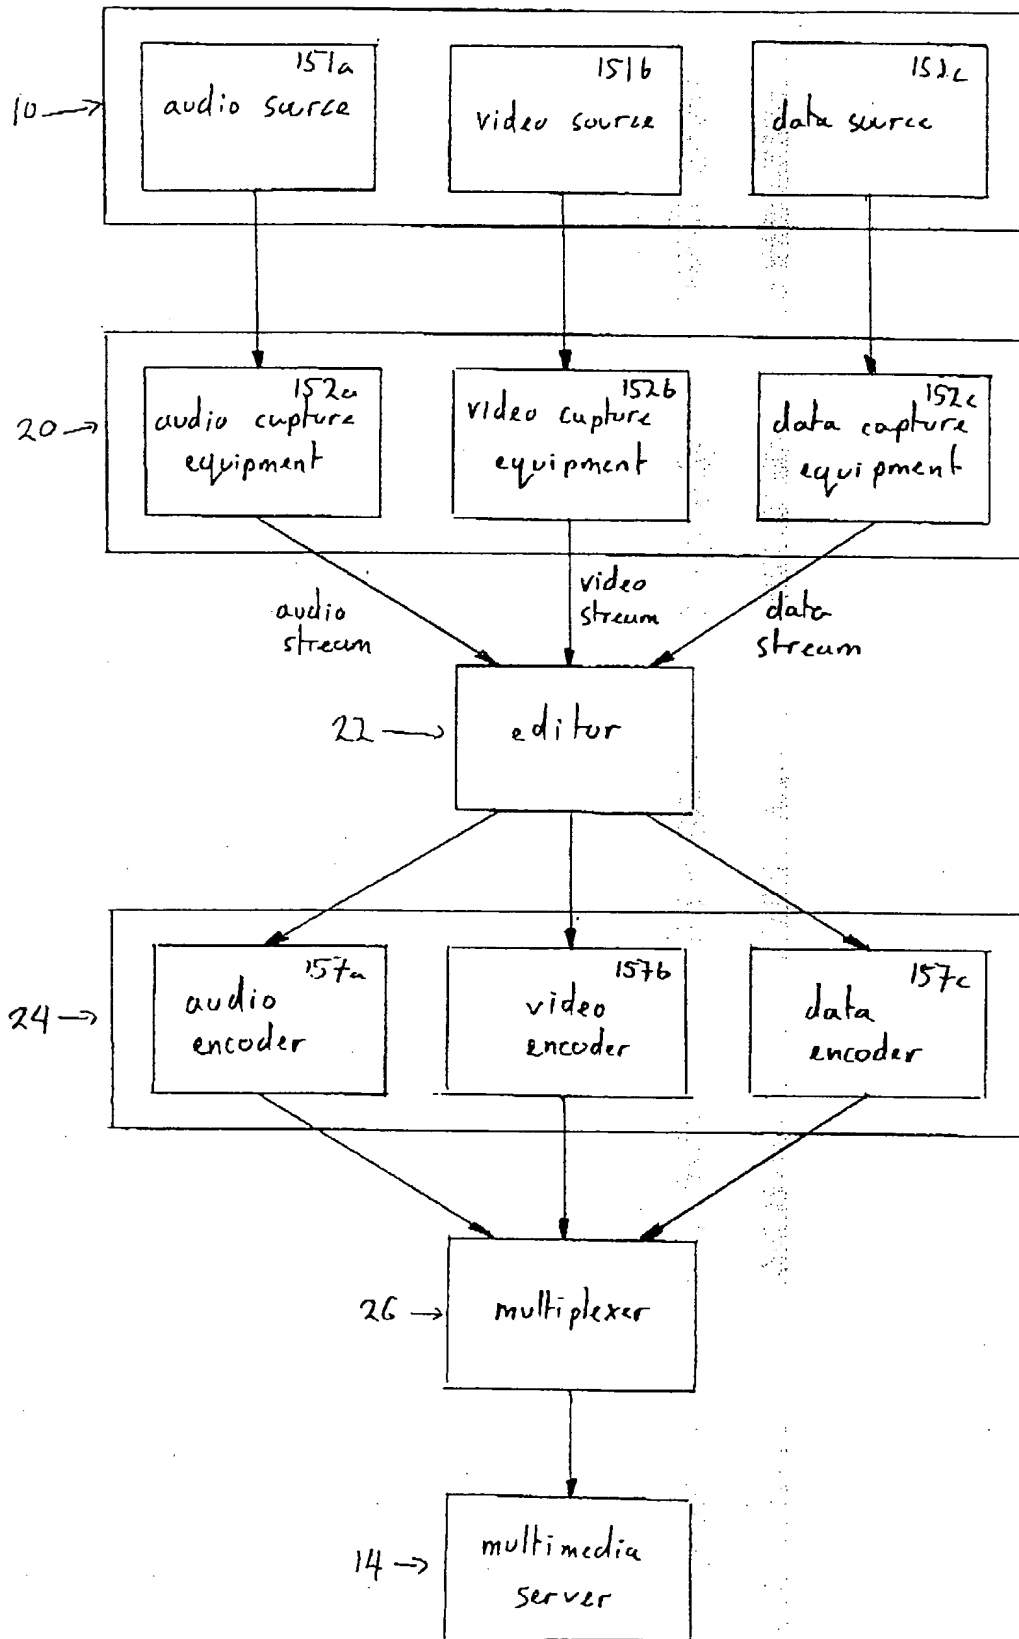 151a
audio source
151b
video source
151c
data source
10
152a
audio capture
equipment
152b
video capture
equipment
152c
data capture
equipment
20
audio
stream
video
stream
data
stream
22
editor
157a
audio
encoder
157b
video
encoder
157c
data
encoder
24
26
multiplexer
14
multimedia
server